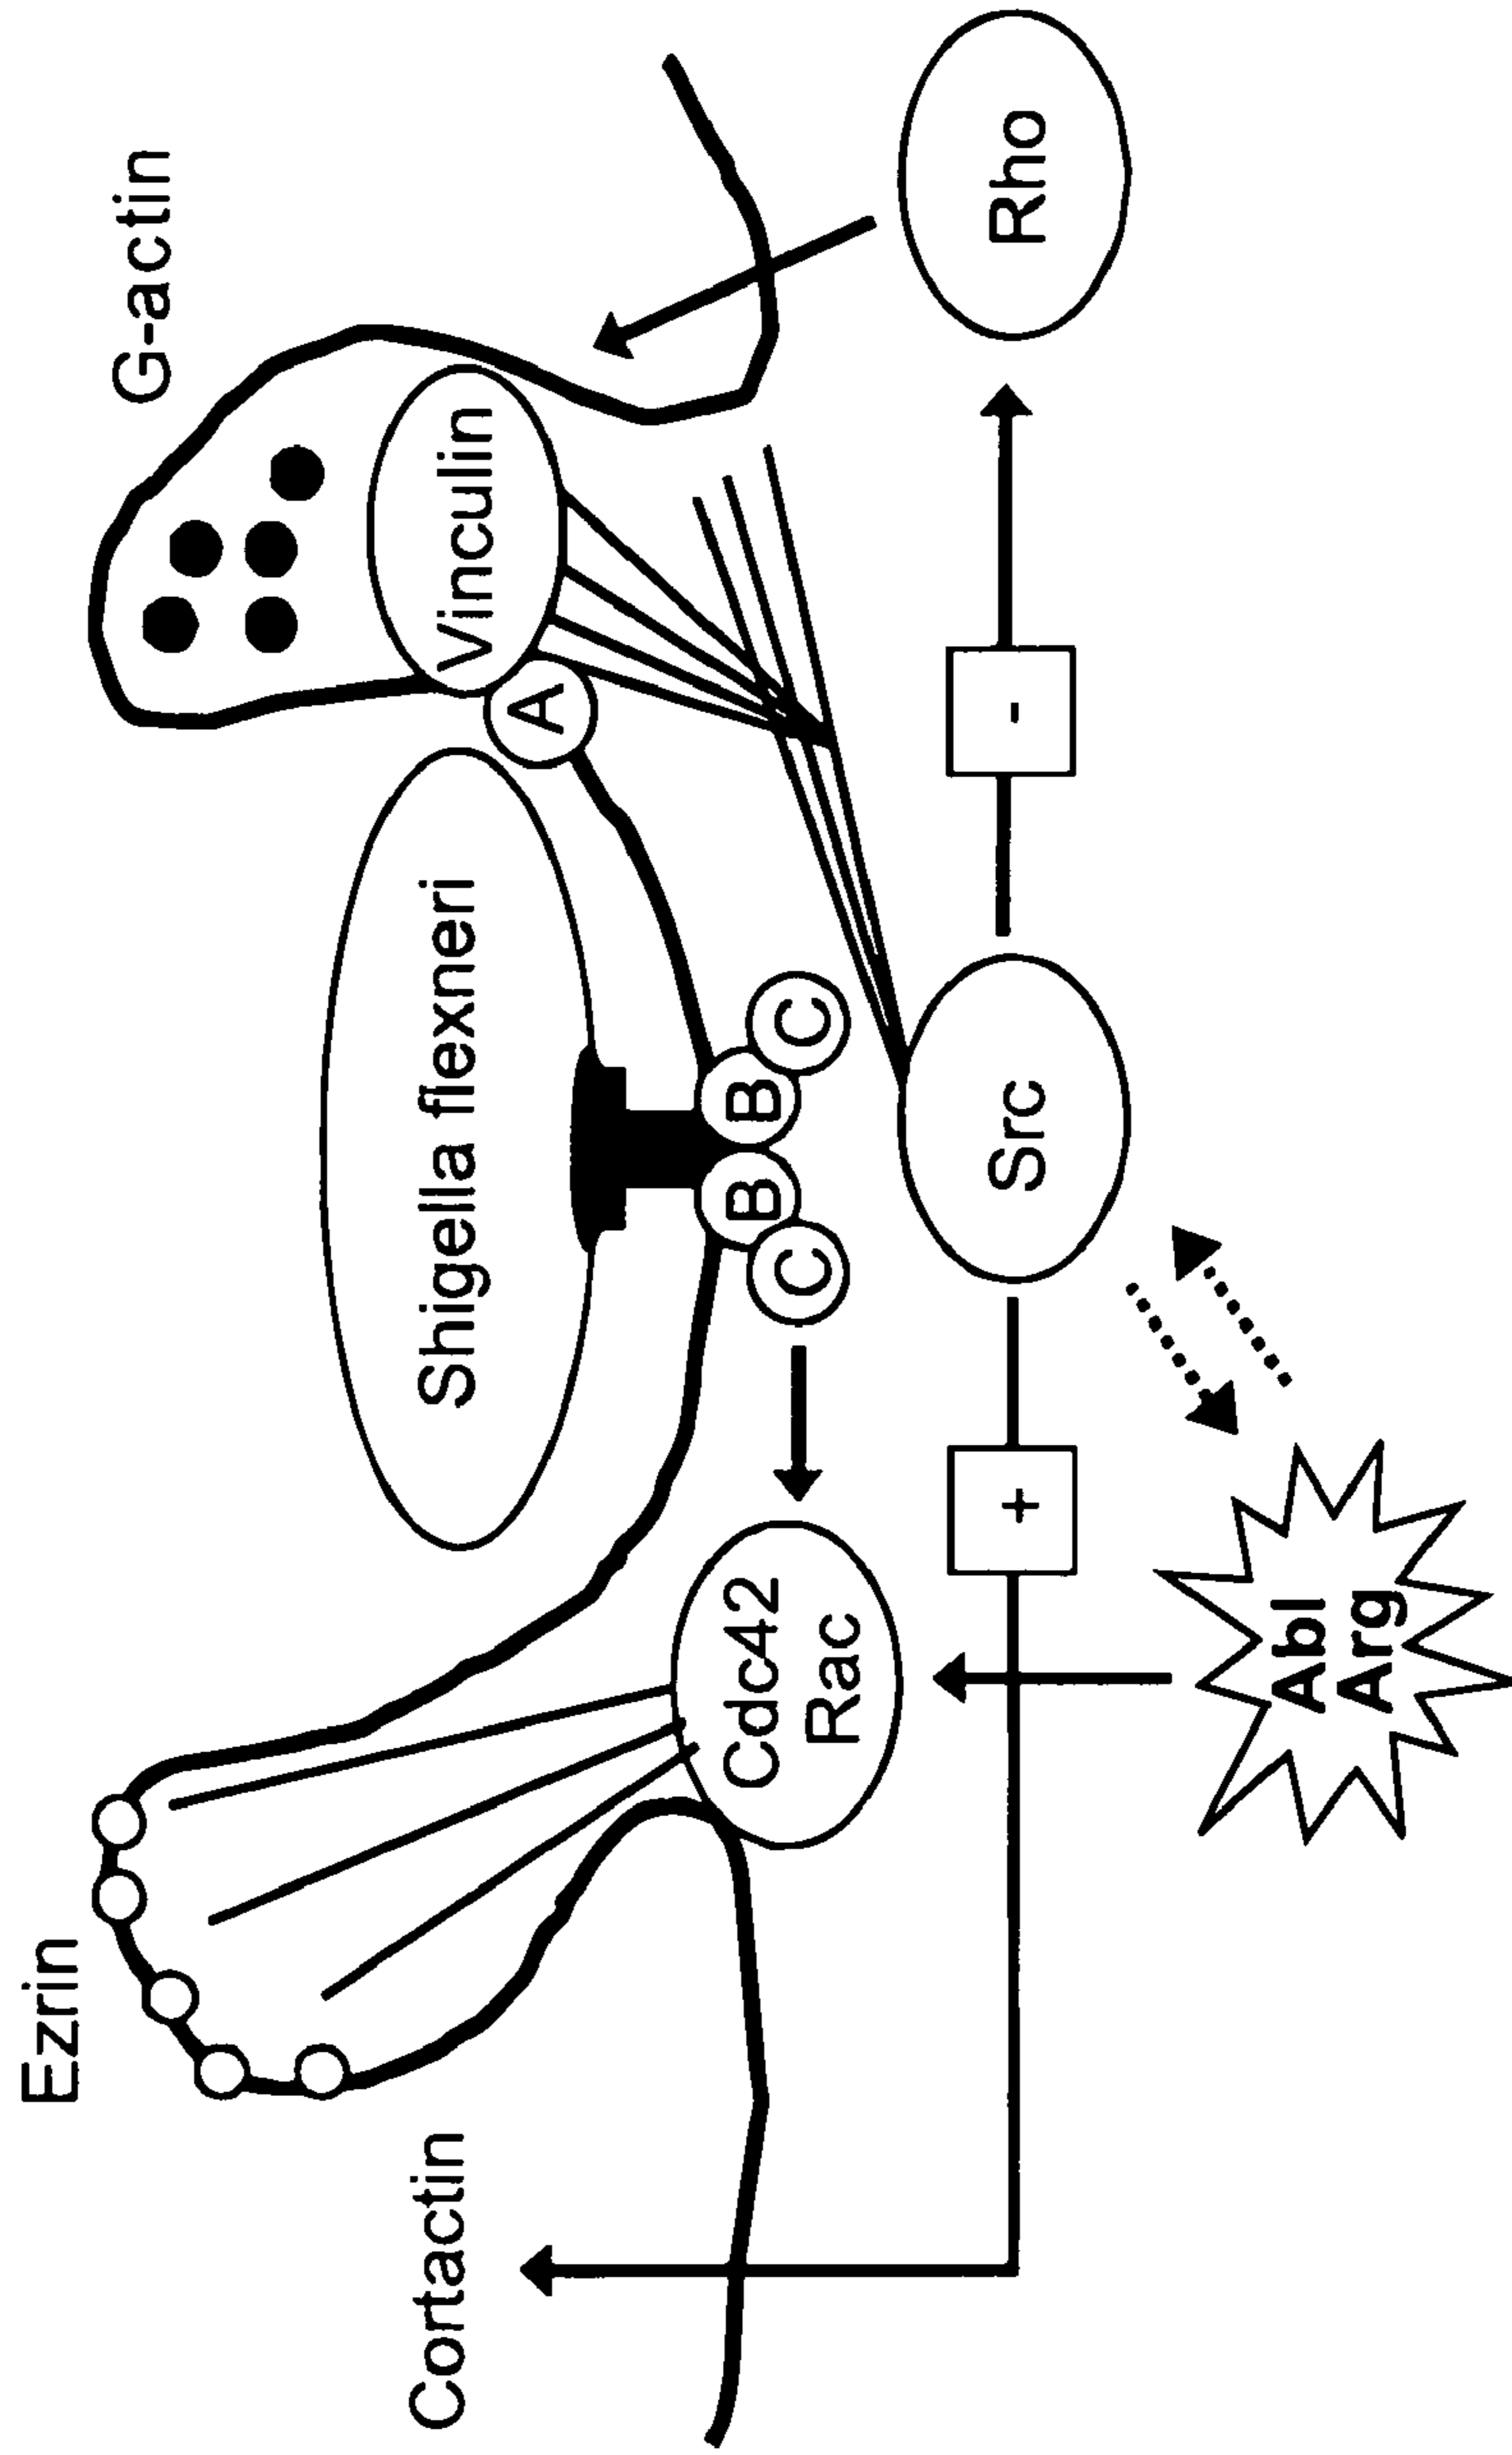 Ezrin
G-actin
Cortactin
Shigella flexneri
Vinculin
A
B
B
C
C
Cdc42
Rac
+
Src
-
Rho
Abl
Arg